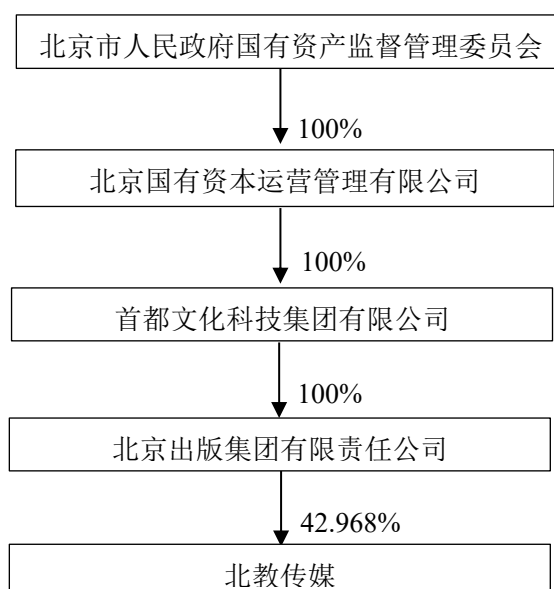 北京市人民政府国有资产监督管理委员会
100%
北京国有资本运营管理有限公司
100%
首都文化科技集团有限公司
100%
北京出版集团有限责任公司
42.968%
北教传媒